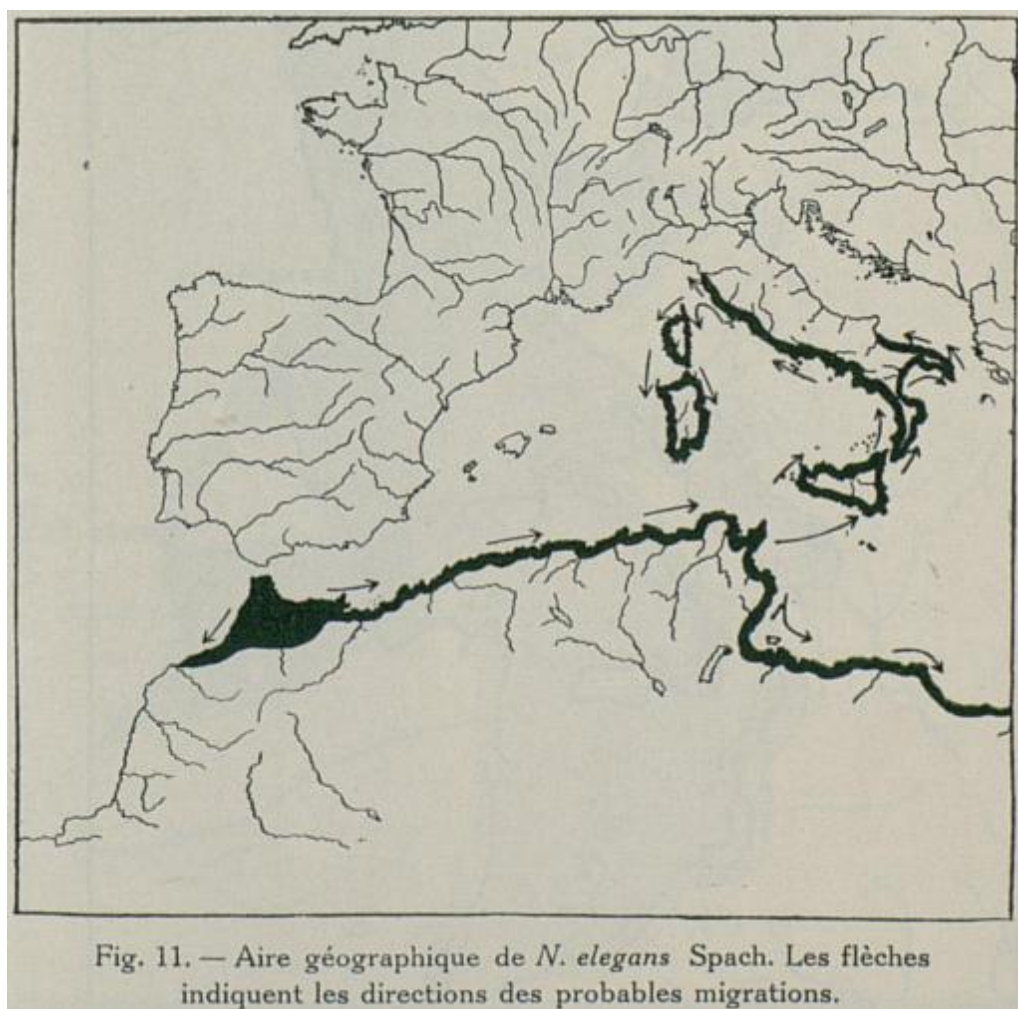 Fig. 11. — Aire géographique de N. elegans Spach. Les flèches
indiquent les directions des probables migrations.